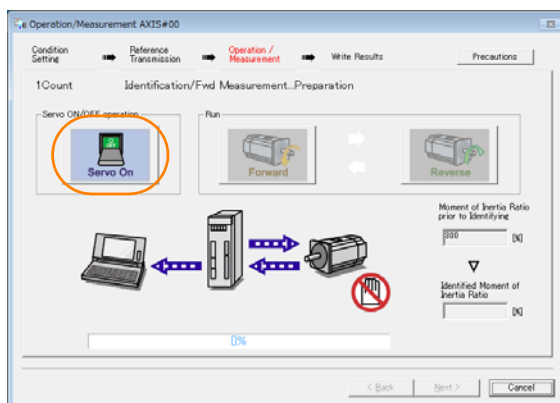 Operation/Measurement AXIS#00
Condition Setting
Reference Transmission
Operation / Measurement
Write Results
Precautions
1Count Identification/Fwd Measurement...Preparation
Servo ON/OFF operation
Run
Servo On
Forward
Reverse
Moment of Inertia Ratio
prior to Identifying
300 [%]
Identified Moment of
Inertia Ratio
[%]
0%
< Back
Next >
Cancel